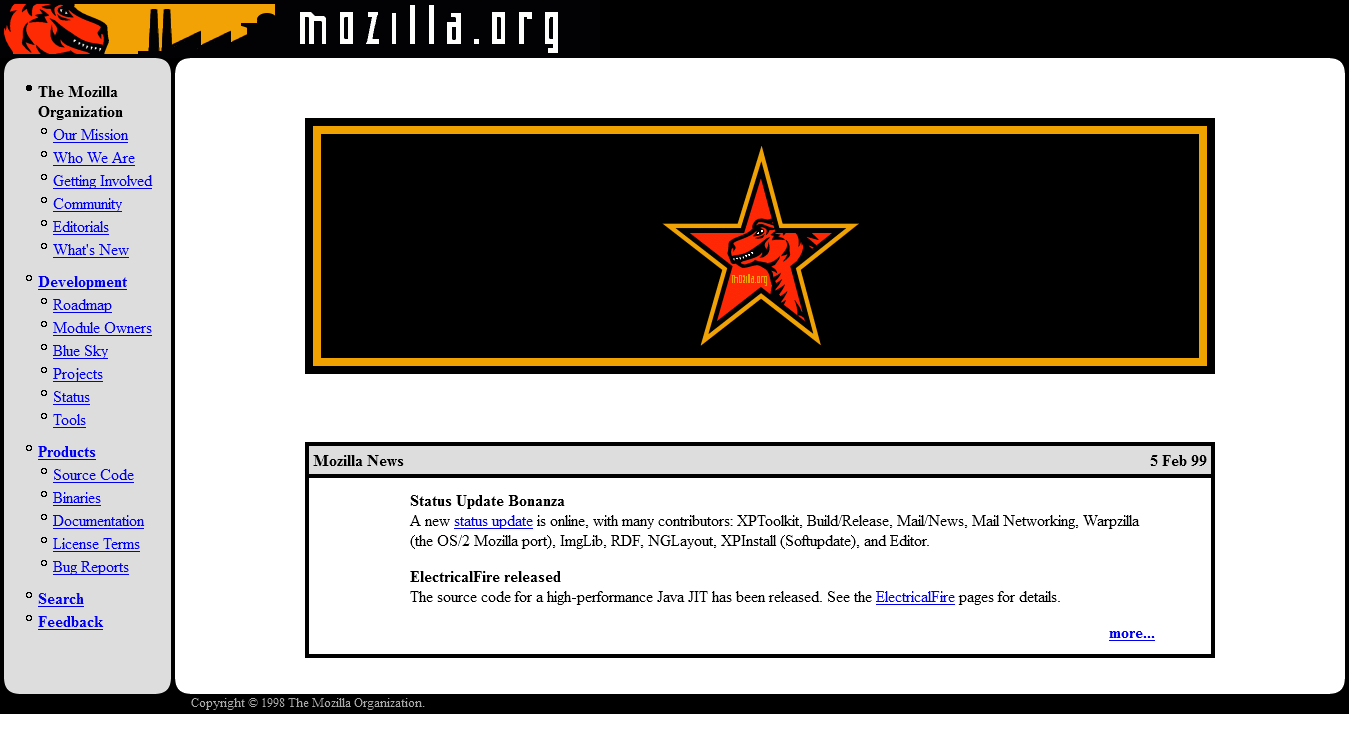 mozilla.org
The Mozilla
Organization
Our Mission
Who We Are
Getting Involved
Community
Editorials
What's New
Development
Roadmap
Module Owners
Blue Sky
Projects
Status
Tools
Products
Source Code
Binaries
Documentation
License Terms
Bug Reports
Search
Feedback
mozilla.org
Mozilla News 5 Feb 99
Status Update Bonanza
A new status update is online, with many contributors: XPToolkit, Build/Release, Mail/News, Mail Networking, Warpzilla
(the OS/2 Mozilla port), ImgLib, RDF, NGLayout, XPInstall (Softupdate), and Editor.
ElectricalFire released
The source code for a high-performance Java JIT has been released. See the ElectricalFire pages for details.
more...
Copyright © 1998 The Mozilla Organization.